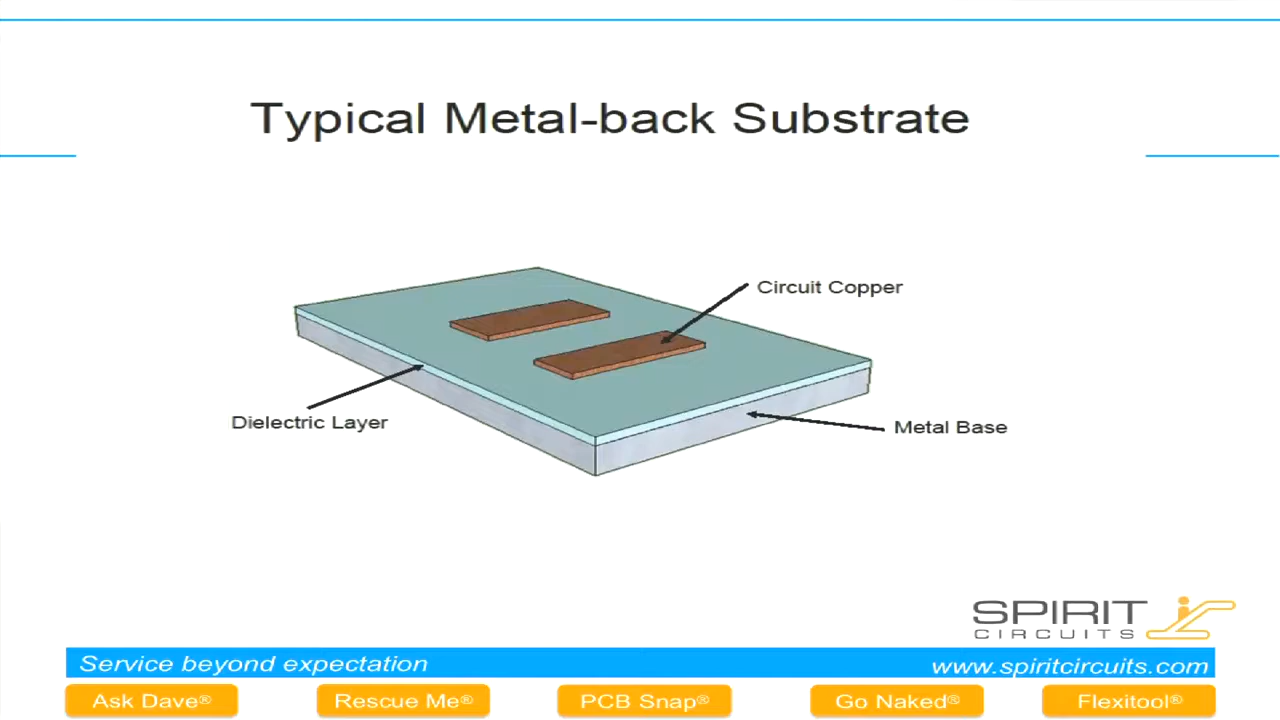 Typical Metal-back Substrate
Circuit Copper
Dielectric Layer
Metal Base
SPIRIT
CIRCUITS
Service beyond expectation
www.spiritcircuits.com
Ask Dave®
Rescue Me®
PCB Snap®
Go Naked®
Flexitool®